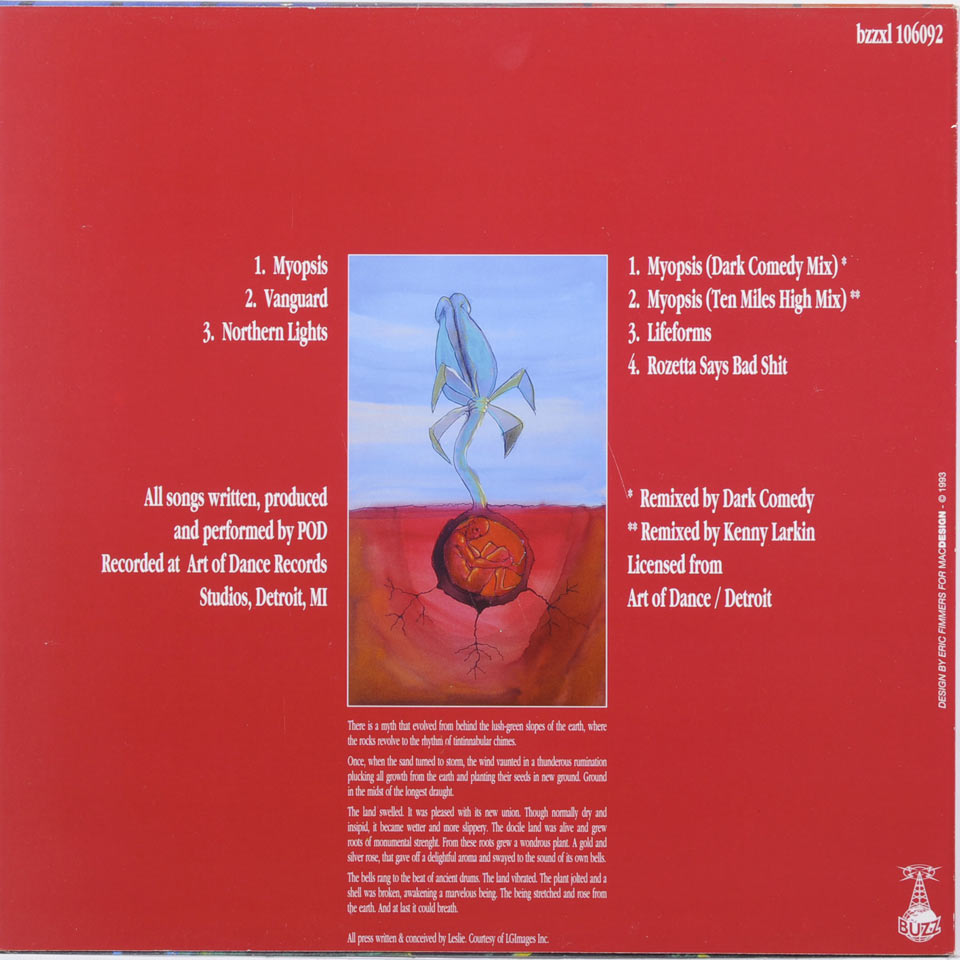 bzzxl 106092
1. Myopsis
2. Vanguard
3. Northern Lights
1. Myopsis (Dark Comedy Mix) *
2. Myopsis (Ten Miles High Mix) **
3. Lifeforms
4. Rozetta Says Bad Shit
All songs written, produced
and performed by POD
Recorded at Art of Dance Records
Studios, Detroit, MI
* Remixed by Dark Comedy
** Remixed by Kenny Larkin
Licensed from
Art of Dance / Detroit
DESIGN BY ERIC FIMMERS FOR MACDESIGN - © 1993
There is a myth that evolved from behind the lush-green slopes of the earth, where
the rocks revolve to the rhythm of tintinnabular chimes.
Once, when the sand turned to storm, the wind vaunted in a thunderous rumination
plucking all growth from the earth and planting their seeds in new ground. Ground
in the midst of the longest draught.
The land swelled. It was pleased with its new union. Though normally dry and
insipid, it became wetter and more slippery. The docile land was alive and grew
roots of monumental strenght. From these roots grew a wondrous plant. A gold and
silver rose, that gave off a delightful aroma and swayed to the sound of its own bells.
The bells rang to the beat of ancient drums. The land vibrated. The plant jolted and a
shell was broken, awakening a marvelous being. The being stretched and rose from
the earth. And at last it could breath.
All press written & conceived by Leslie. Courtesy of LGImages Inc.
BUZZ